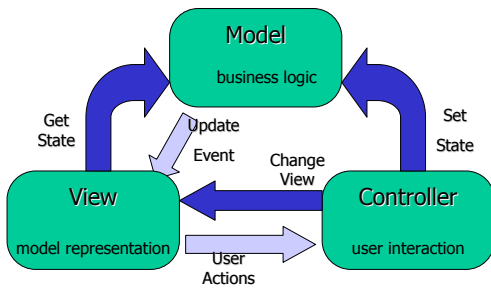 Model
business logic
Get
State
Update
Event
Set
State
Change
View
View
model representation
Controller
user interaction
User
Actions